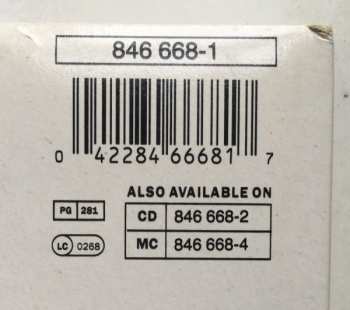 846 668-1
0 42284 66681 7
ALSO AVAILABLE ON
PG 281 CD 846 668-2
LC 0268 MC 846 668-4